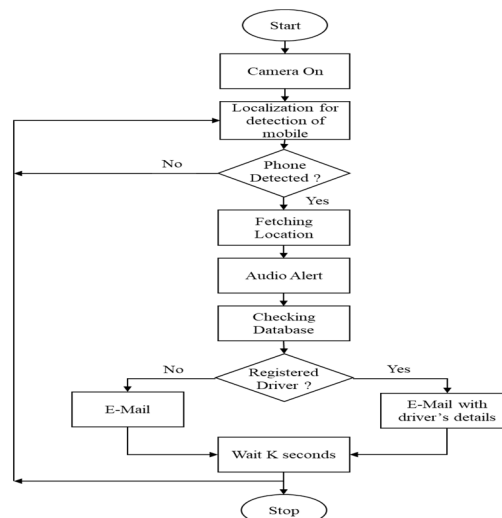 Start
Camera On
Localization for
detection of
mobile
No
Phone
Detected ?
Yes
Fetching
Location
Audio Alert
Checking
Database
No
Registered
Driver ?
Yes
E-Mail
E-Mail with
driver's details
Wait K seconds
Stop